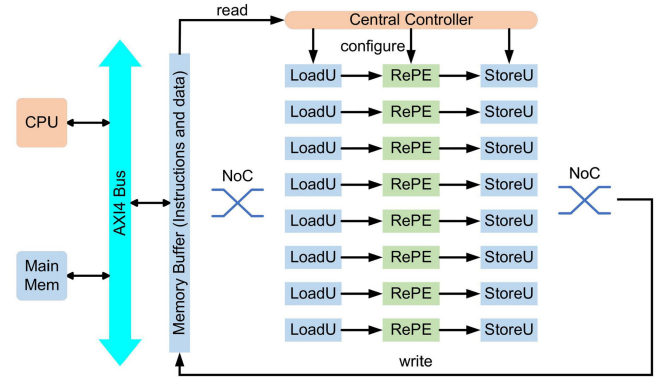 read
Central Controller
configure
LoadU
RePE
StoreU
LoadU
RePE
StoreU
LoadU
RePE
StoreU
LoadU
RePE
StoreU
LoadU
RePE
StoreU
LoadU
RePE
StoreU
LoadU
RePE
StoreU
LoadU
RePE
StoreU
CPU
Main
Mem
AXI4 Bus
Memory Buffer (Instructions and data)
NoC
NoC
write